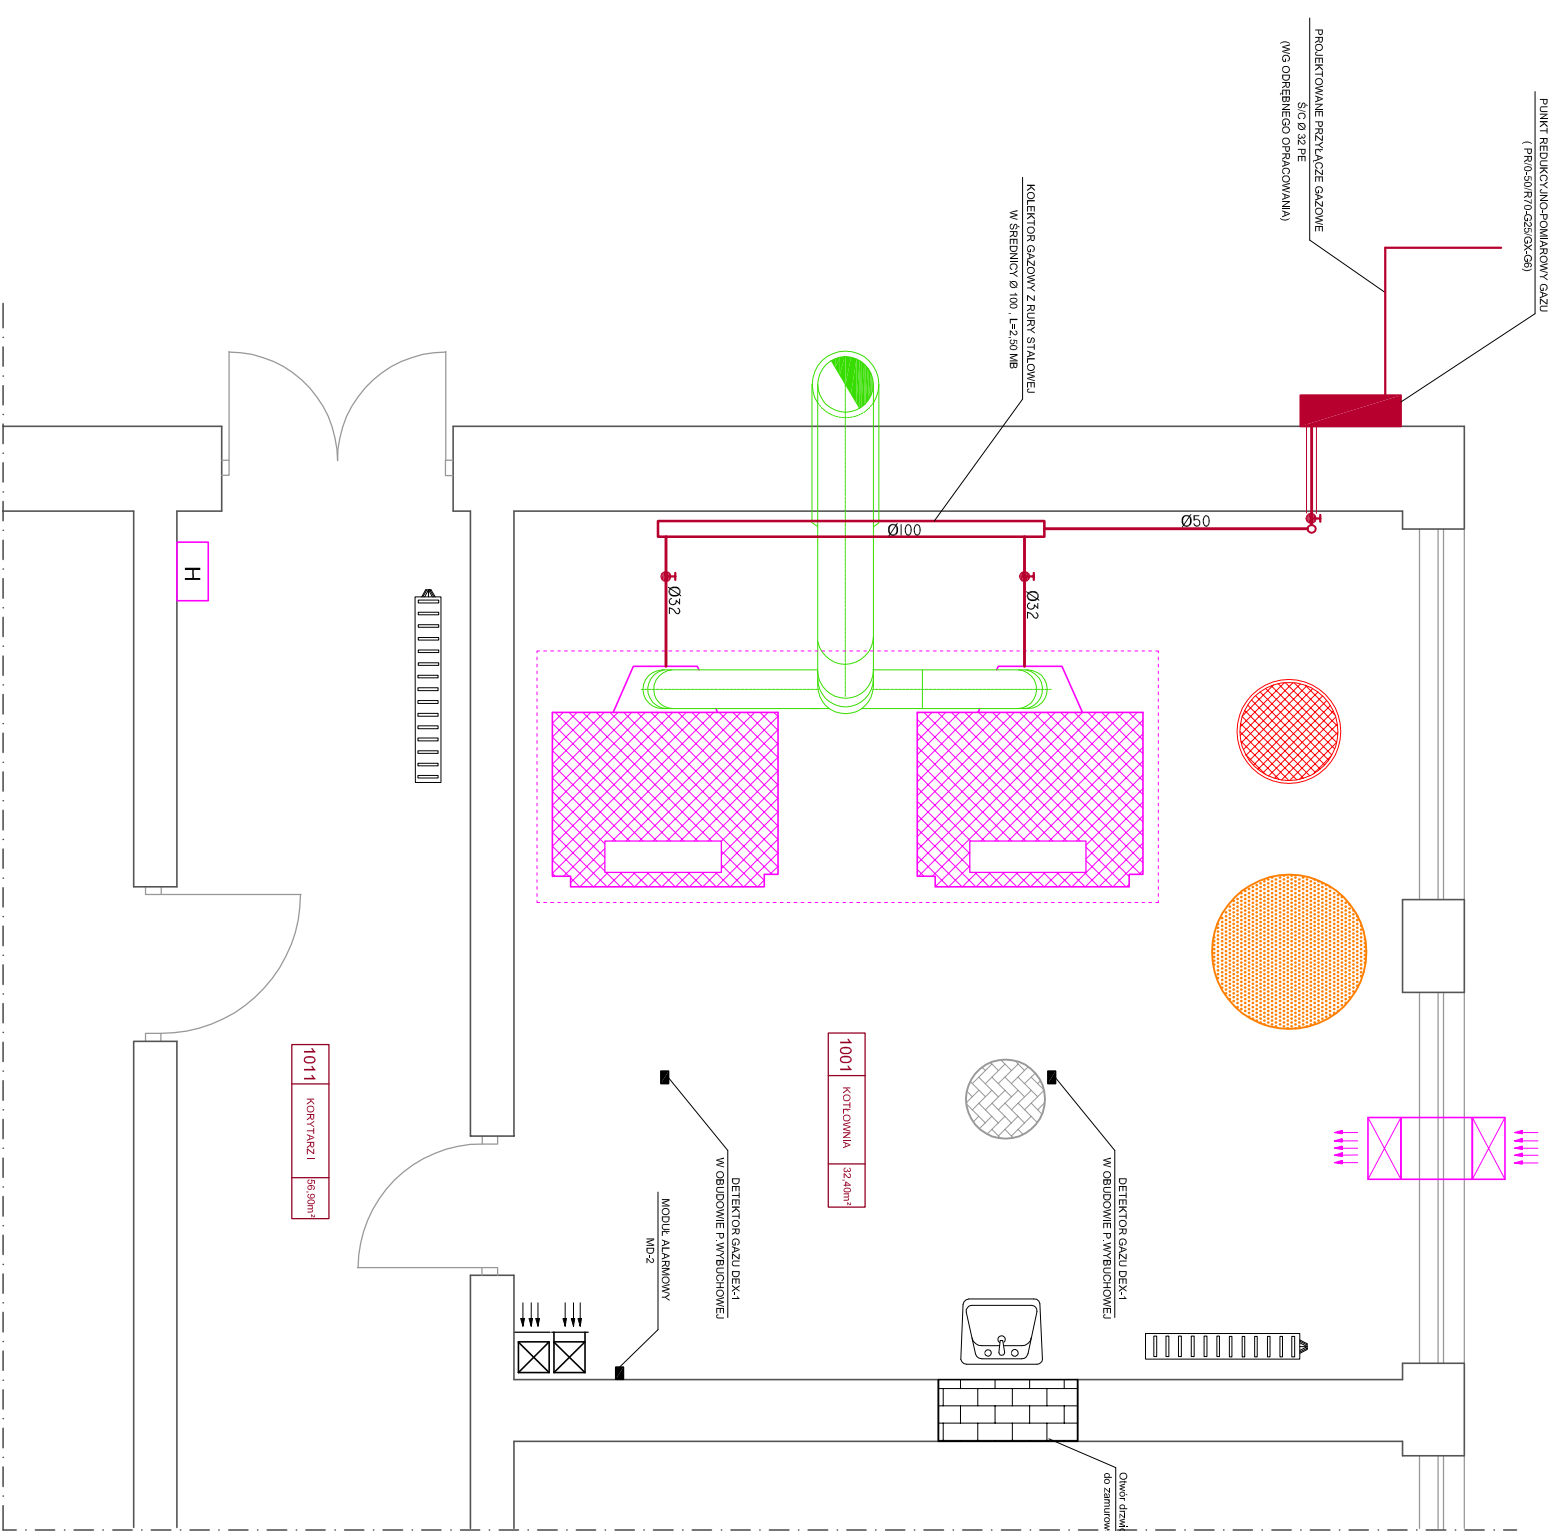 PUNKT REDUKCYJNO-POMIAROWY GAZU
( PR/0-50/R70-G25/GX-G6)
PROJEKTOWANE PRZYŁĄCZE GAZOWE
Ś/C Ø 32 PE
(WG ODRĘBNEGO OPRACOWANIA)
KOLEKTOR GAZOWY Z RURY STALOWEJ
W ŚREDNICY Ø 100 , L=2,50 MB
Ø100
Ø50
Ø32
Ø32
H
1011
KORYTARZ I
56,90m²
1001
KOTŁOWNIA
32,40m²
DETEKTOR GAZU DEX-1
W OBUDOWIE P.WYBUCHOWEJ
DETEKTOR GAZU DEX-1
W OBUDOWIE P.WYBUCHOWEJ
MODUŁ ALARMOWY
MD-2
Otwór
do